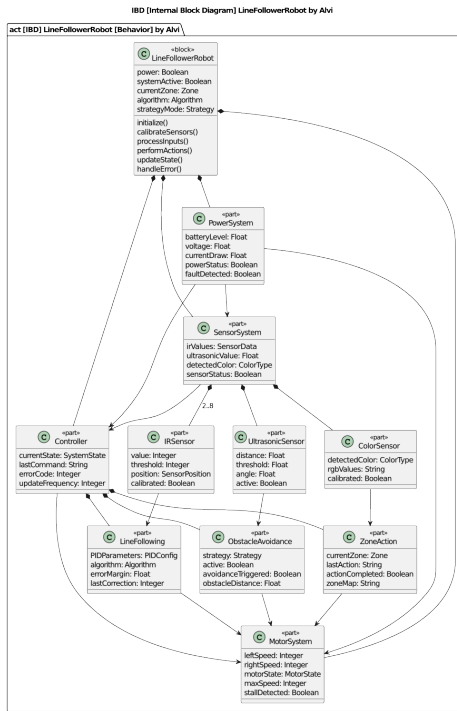 IBD [Internal Block Diagram] LineFollowerRobot by Alvi
act [IBD] LineFollowerRobot [Behavior] by Alvi
C
«block»
LineFollowerRobot
power: Boolean
systemActive: Boolean
currentZone: Zone
algorithm: Algorithm
strategyMode: Strategy
initialize()
calibrateSensors()
processInputs()
performActions()
updateState()
handleError()
C
«part»
PowerSystem
batteryLevel: Float
voltage: Float
currentDraw: Float
powerStatus: Boolean
faultDetected: Boolean
C
«part»
SensorSystem
irValues: SensorData
ultrasonicValue: Float
detectedColor: ColorType
sensorStatus: Boolean
2..8
C
«part»
Controller
currentState: SystemState
lastCommand: String
errorCode: Integer
updateFrequency: Integer
C
«part»
IRSensor
value: Integer
threshold: Integer
position: SensorPosition
calibrated: Boolean
C
«part»
UltrasonicSensor
distance: Float
threshold: Float
angle: Float
active: Boolean
C
«part»
ColorSensor
detectedColor: ColorType
rgbValues: String
calibrated: Boolean
C
«part»
LineFollowing
PIDParameters: PIDConfig
algorithm: Algorithm
errorMargin: Float
lastCorrection: Integer
C
«part»
ObstacleAvoidance
strategy: Strategy
active: Boolean
avoidanceTriggered: Boolean
obstacleDistance: Float
C
«part»
ZoneAction
currentZone: Zone
lastAction: String
actionCompleted: Boolean
zoneMap: String
C
«part»
MotorSystem
leftSpeed: Integer
rightSpeed: Integer
motorState: MotorState
maxSpeed: Integer
stallDetected: Boolean